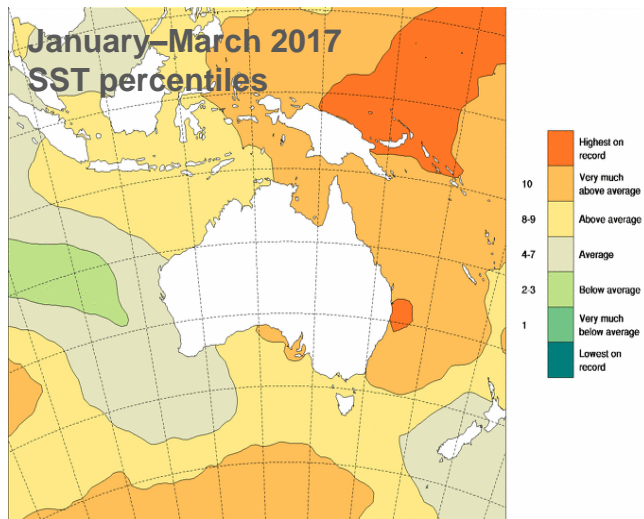 January–March 2017
SST percentiles
Highest on
record
10
Very much
above average
8-9
Above average
4-7
Average
2-3
Below average
1
Very much
below average
Lowest on
record